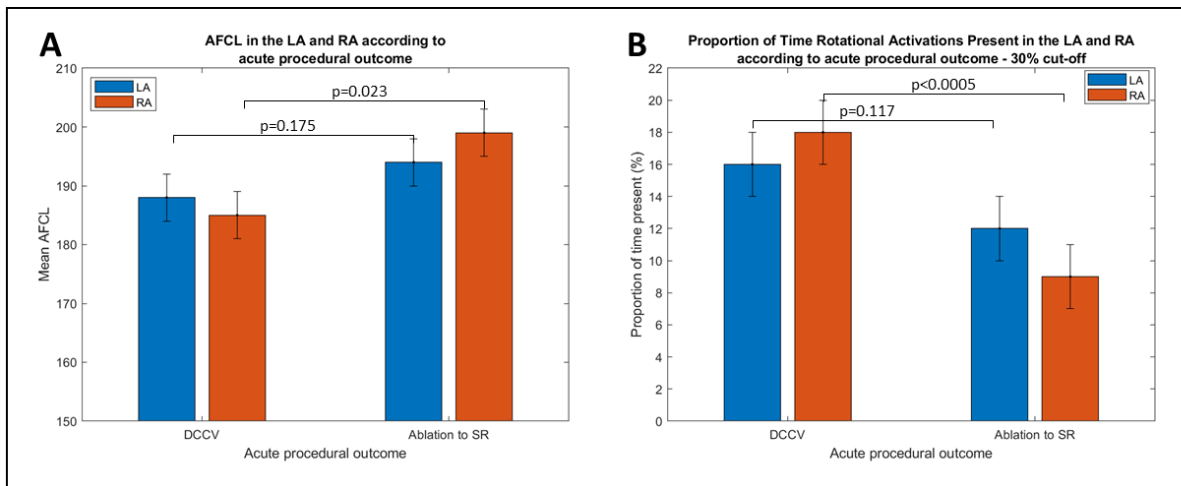 A
AFCL in the LA and RA according to
acute procedural outcome
210
200
190
180
170
160
150
Mean AFCL
LA
RA
p=0.023
p=0.175
DCCV
Ablation to SR
Acute procedural outcome
B
Proportion of Time Rotational Activations Present in the LA and RA
according to acute procedural outcome - 30% cut-off
22
20
18
16
14
12
10
8
6
4
2
0
Proportion of time present (%)
LA
RA
p<0.0005
p=0.117
DCCV
Ablation to SR
Acute procedural outcome